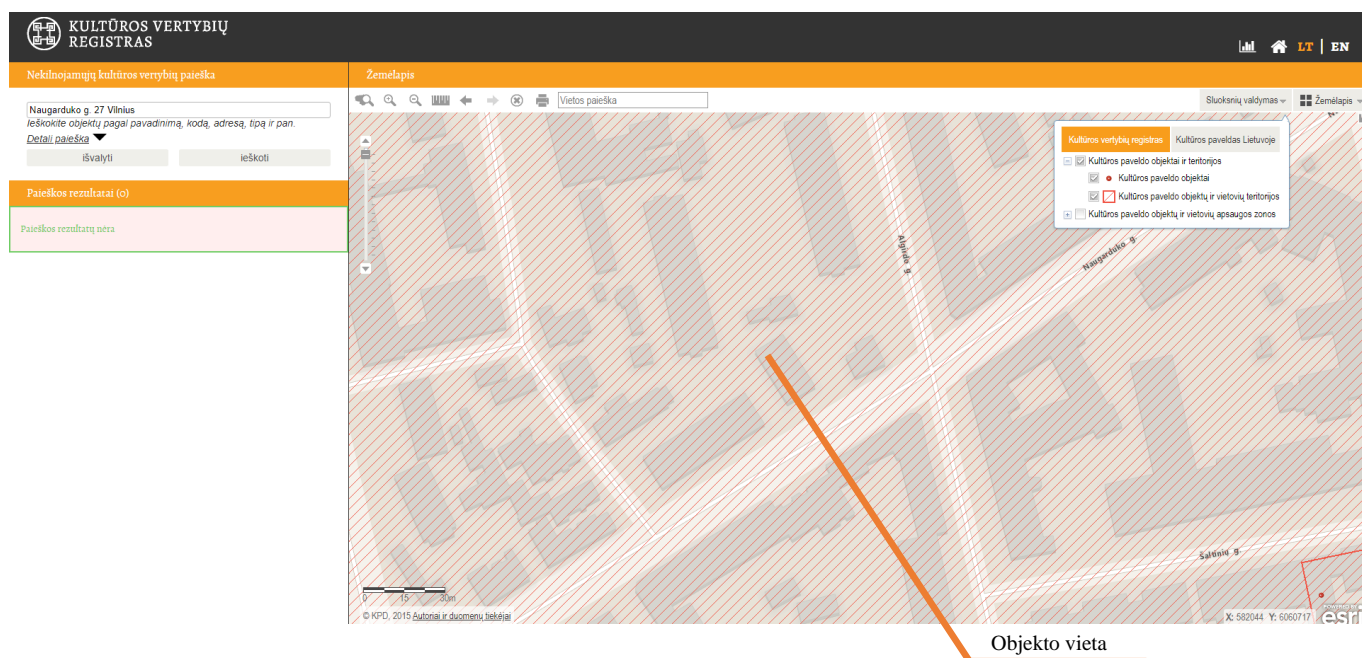 KULTŪROS VERTYBIŲ
REGISTRAS
LT | EN
Nekilnojamųjų kultūros vertybių paieška
Žemėlapis
Naugarduko g. 27 Vilnius
Ieškokite objektų pagal pavadinimą, kodą, adresą, tipą ir pan.
Detali paieška
išvalyti
ieškoti
Paieškos rezultatai (0)
Paieškos rezultatų nėra
Vietos paieška
Sluoksnių valdymas
Žemėlapis
Kultūros vertybių registras
Kultūros paveldas Lietuvoje
Kultūros paveldo objektai ir teritorijos
Kultūros paveldo objektai
Kultūros paveldo objektų ir vietovių teritorijos
Kultūros paveldo objektų ir vietovių apsaugos zonos
Algirdo g.
Naugarduko g.
Šaltinių g.
0 15 30m
© KPD, 2015 Autoriai ir duomenų tiekėjai
X: 582044 Y: 6060717
POWERED BY
esri
Objekto vieta